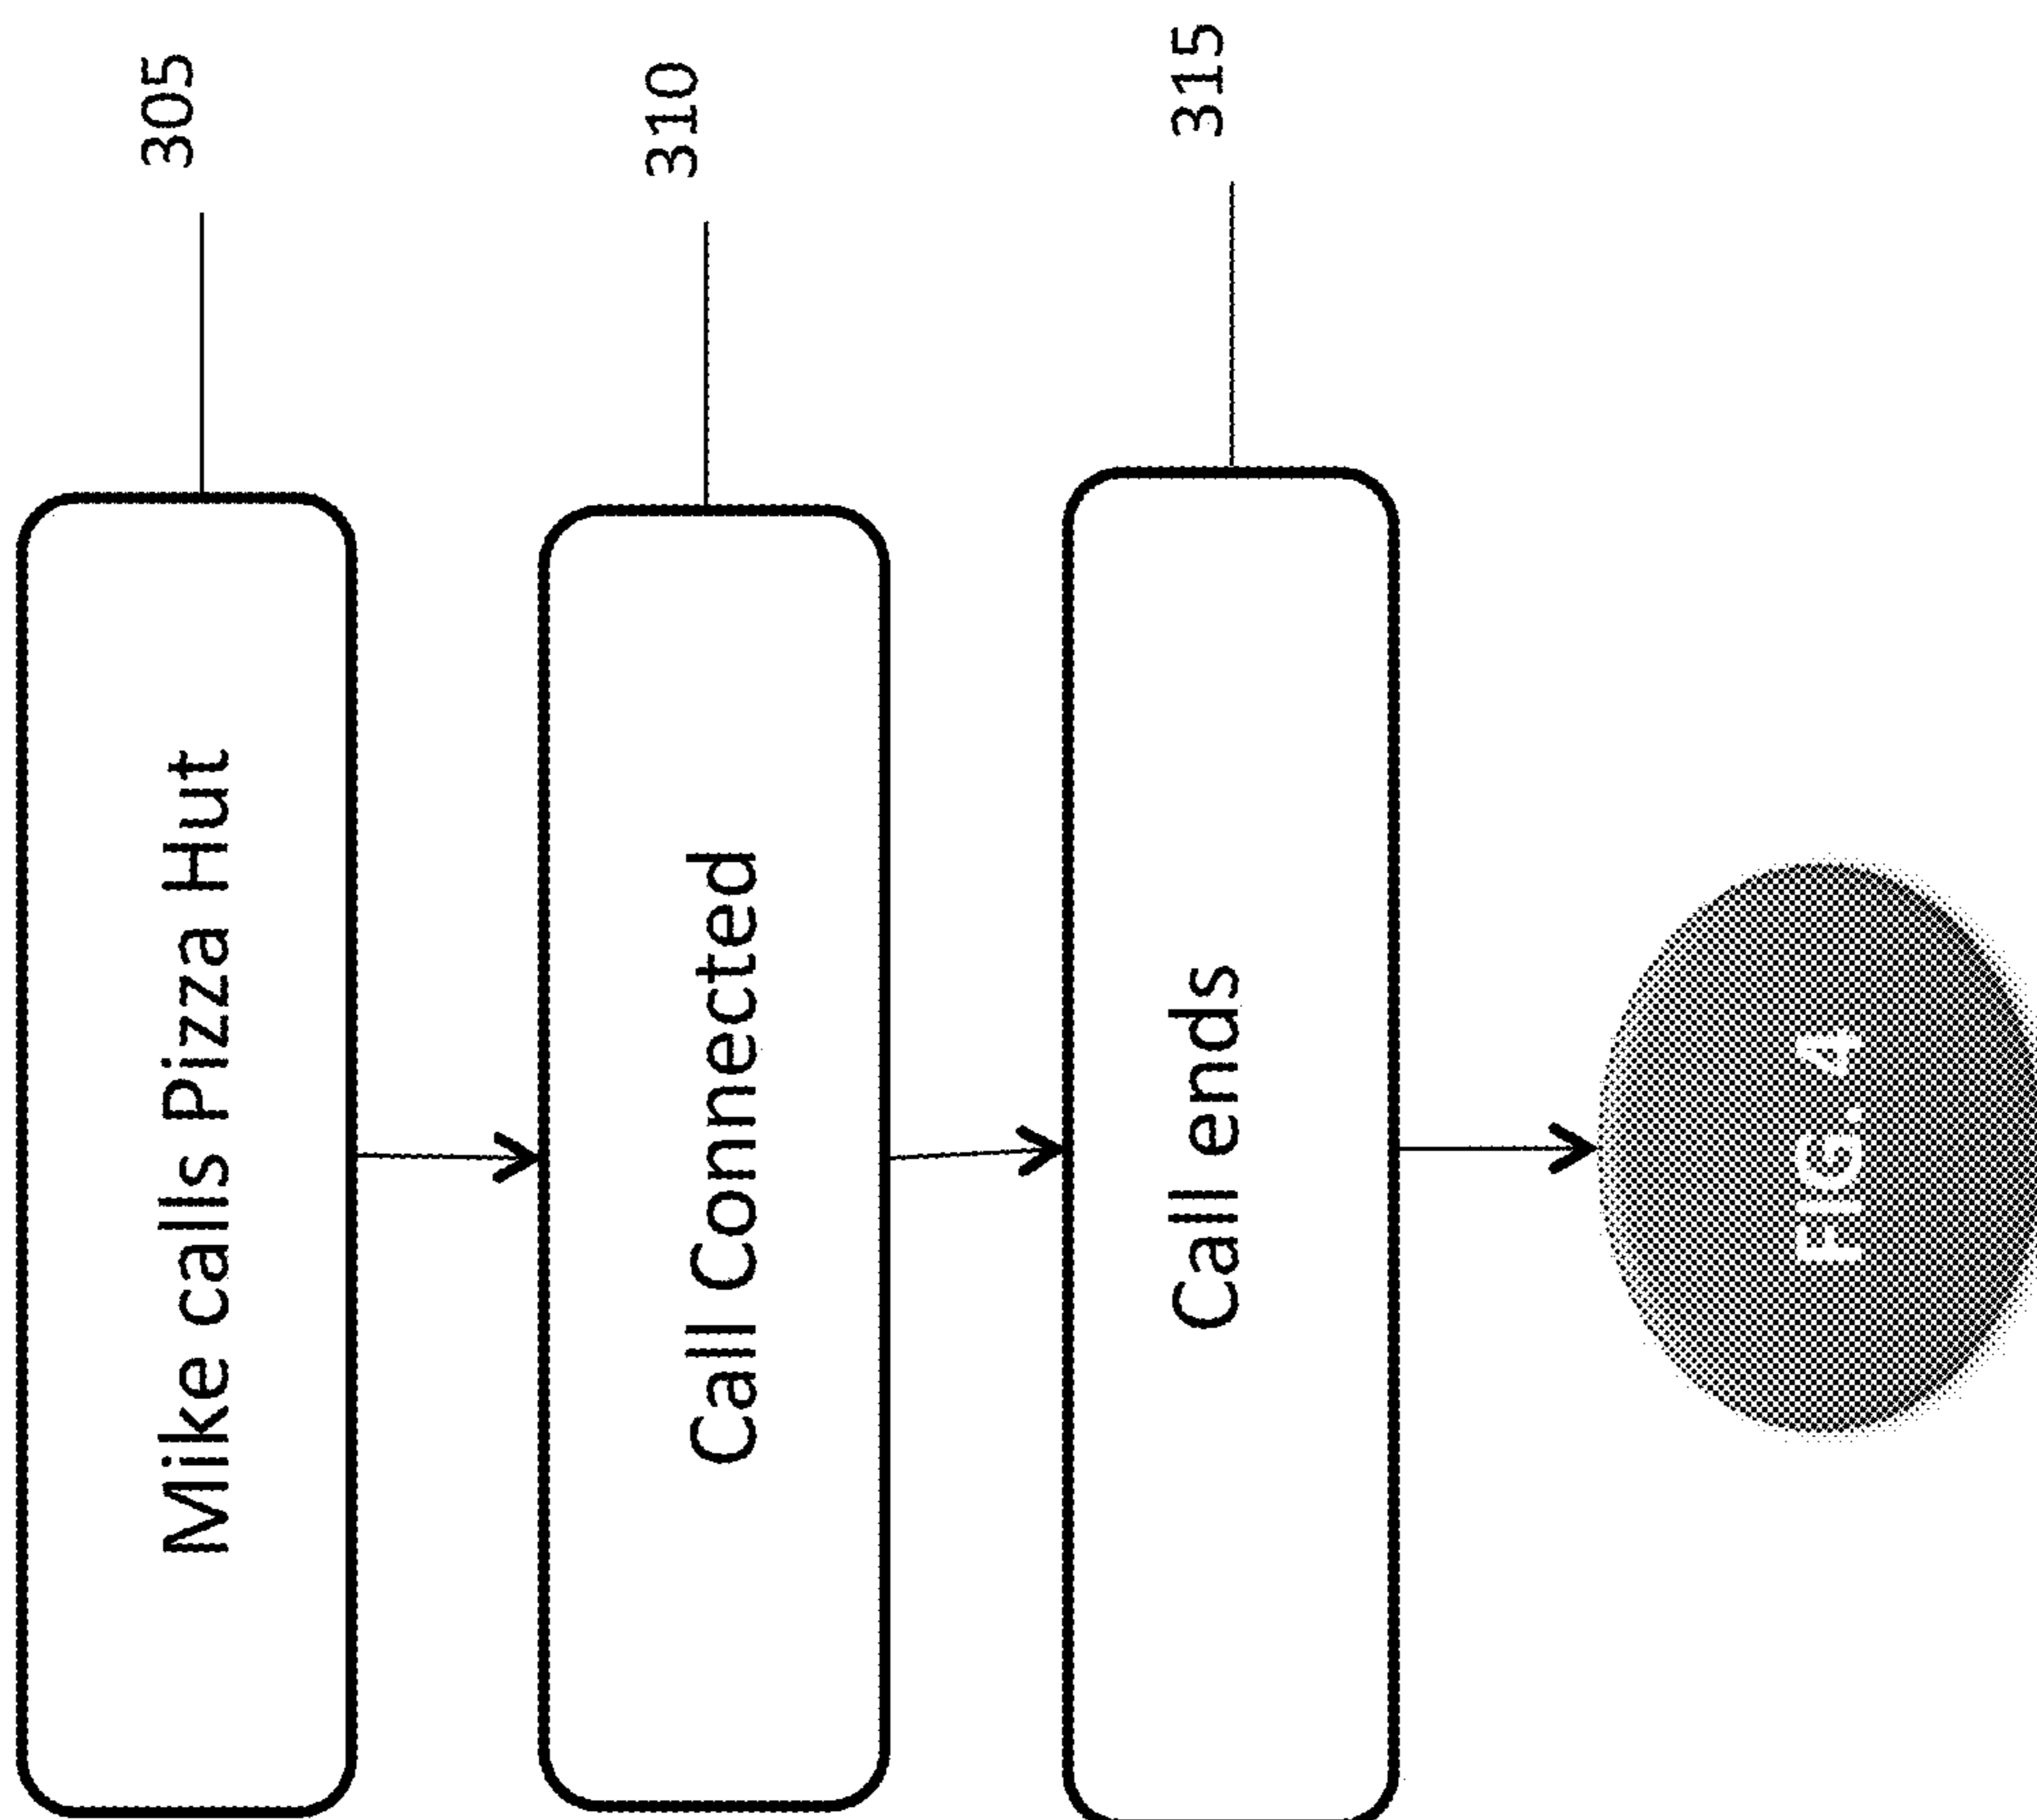 Mike calls Pizza Hut
305
Call Connected
310
Call ends
315
FIG. 4